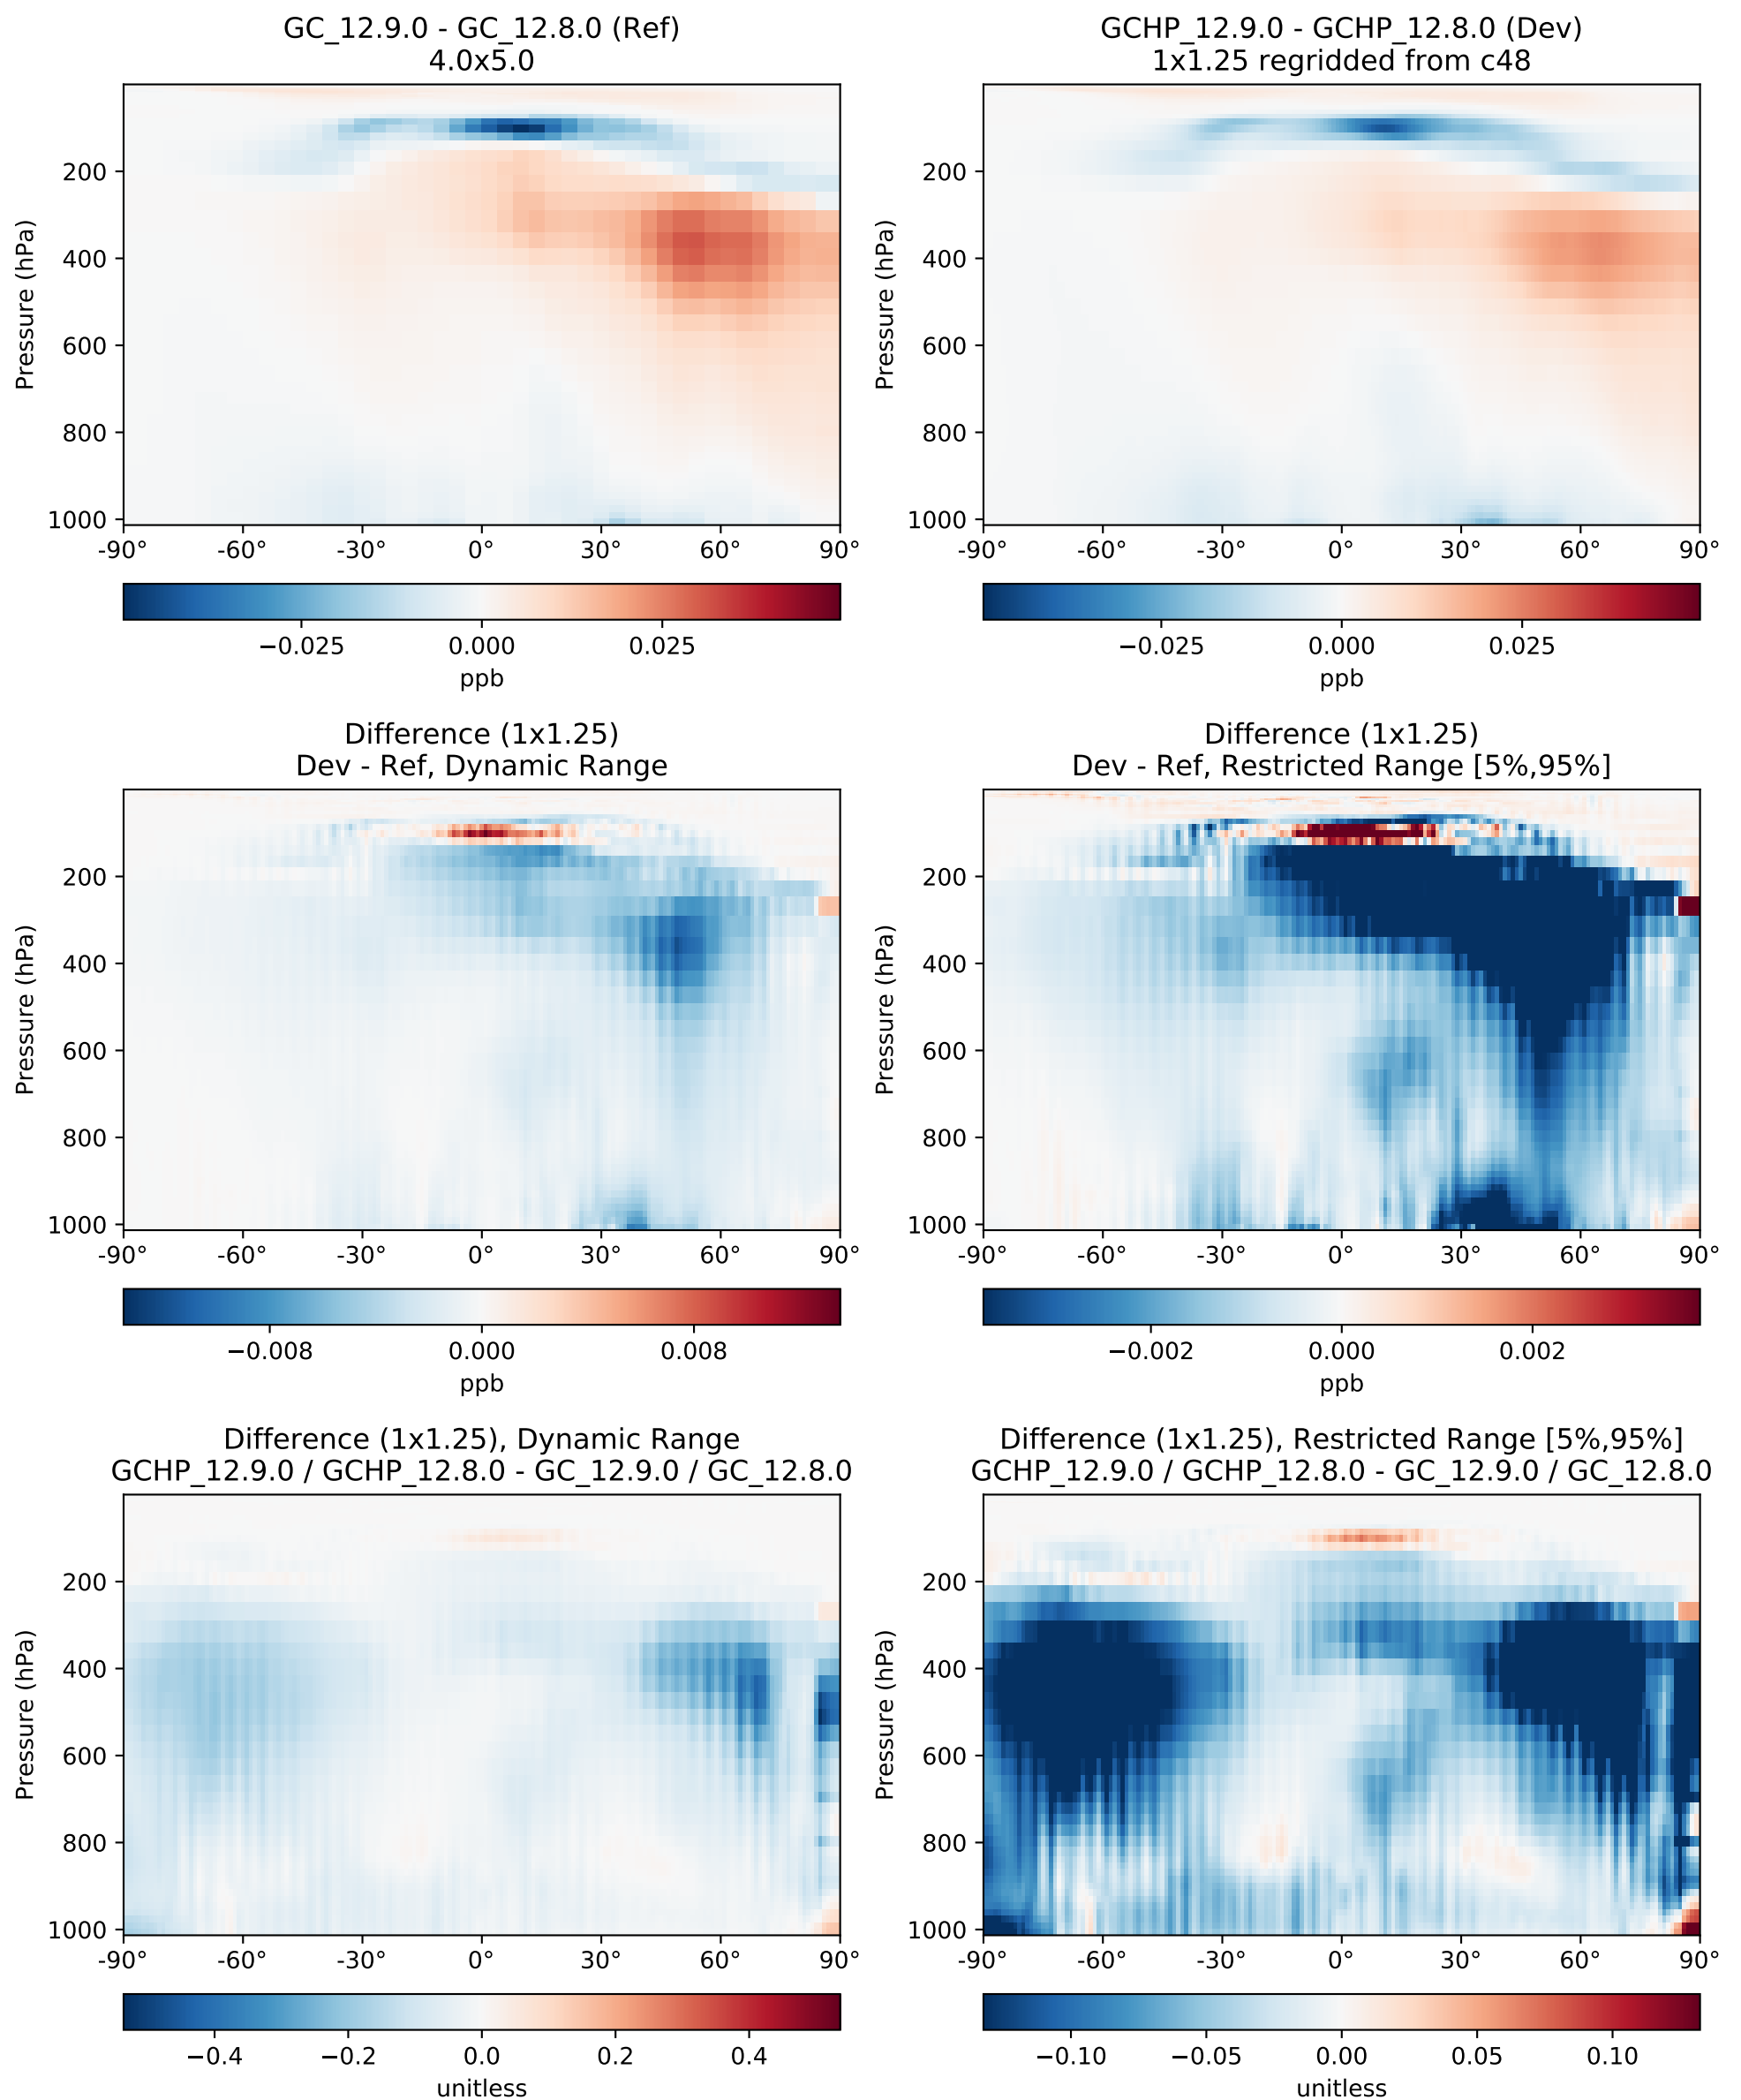 GC_12.9.0 - GC_12.8.0 (Ref)
4.0x5.0
Pressure (hPa)
200
400
600
800
1000
-90° -60° -30° 0° 30° 60° 90°
−0.025 0.000 0.025
ppb
GCHP_12.9.0 - GCHP_12.8.0 (Dev)
1x1.25 regridded from c48
Pressure (hPa)
200
400
600
800
1000
-90° -60° -30° 0° 30° 60° 90°
−0.025 0.000 0.025
ppb
Difference (1x1.25)
Dev - Ref, Dynamic Range
Pressure (hPa)
200
400
600
800
1000
-90° -60° -30° 0° 30° 60° 90°
−0.008 0.000 0.008
ppb
Difference (1x1.25)
Dev - Ref, Restricted Range [5%,95%]
Pressure (hPa)
200
400
600
800
1000
-90° -60° -30° 0° 30° 60° 90°
−0.002 0.000 0.002
ppb
Difference (1x1.25), Dynamic Range
GCHP_12.9.0 / GCHP_12.8.0 - GC_12.9.0 / GC_12.8.0
Pressure (hPa)
200
400
600
800
1000
-90° -60° -30° 0° 30° 60° 90°
−0.4 −0.2 0.0 0.2 0.4
unitless
Difference (1x1.25), Restricted Range [5%,95%]
GCHP_12.9.0 / GCHP_12.8.0 - GC_12.9.0 / GC_12.8.0
Pressure (hPa)
200
400
600
800
1000
-90° -60° -30° 0° 30° 60° 90°
−0.10 −0.05 0.00 0.05 0.10
unitless